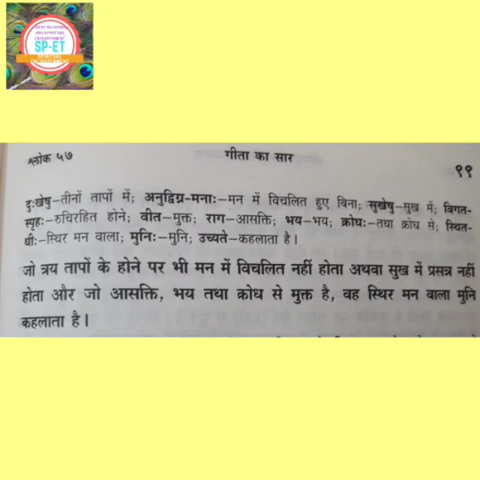 SP-ET
श्लोक ५७
गीता का सार
९९
दुःखेषु–तीनों तापों में; अनुद्विग्न-मनाः–मन में विचलित हुए बिना; सुखेषु–सुख में; विगत-
स्पृहः–रुचिरहित होने; वीत–मुक्त; राग–आसक्ति; भय–भय; क्रोधः–तथा क्रोध से; स्थित-
धीः–स्थिर मन वाला; मुनिः–मुनि; उच्यते–कहलाता है।
जो त्रय तापों के होने पर भी मन में विचलित नहीं होता अथवा सुख में प्रसन्न नहीं
होता और जो आसक्ति, भय तथा क्रोध से मुक्त है, वह स्थिर मन वाला मुनि
कहलाता है।